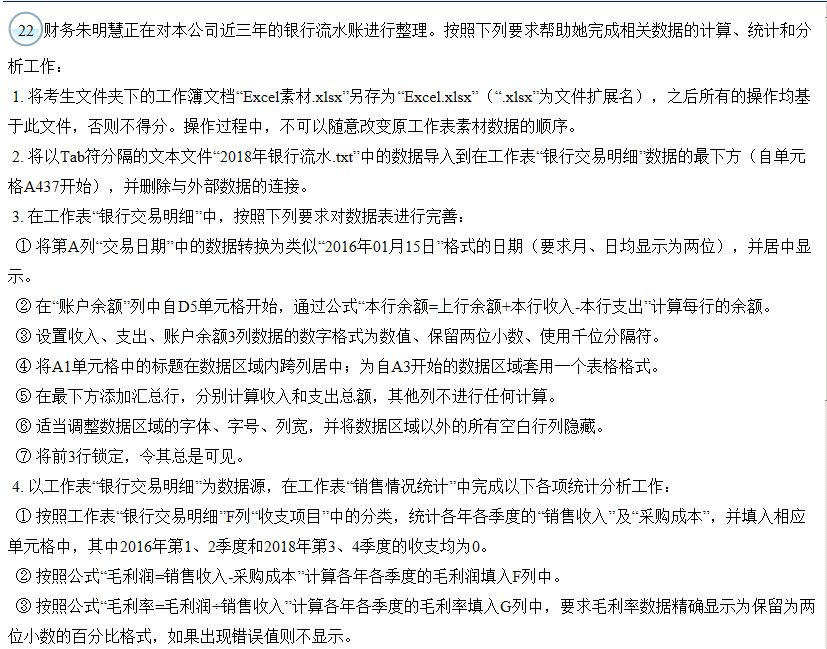 22 财务朱明慧正在对本公司近三年的银行流水账进行整理。按照下列要求帮助她完成相关数据的计算、统计和分
析工作：
1. 将考生文件夹下的工作簿文档“Excel素材.xlsx”另存为“Excel.xlsx”（“.xlsx”为文件扩展名），之后所有的操作均基
于此文件，否则不得分。操作过程中，不可以随意改变原工作表素材数据的顺序。
2. 将以Tab符分隔的文本文件“2018年银行流水.txt”中的数据导入到在工作表“银行交易明细”数据的最下方（自单元
格A437开始），并删除与外部数据的连接。
3. 在工作表“银行交易明细”中，按照下列要求对数据表进行完善：
① 将第A列“交易日期”中的数据转换为类似“2016年01月15日”格式的日期（要求月、日均显示为两位），并居中显
示。
② 在“账户余额”列中自D5单元格开始，通过公式“本行余额=上行余额+本行收入-本行支出”计算每行的余额。
③ 设置收入、支出、账户余额3列数据的数字格式为数值、保留两位小数、使用千位分隔符。
④ 将A1单元格中的标题在数据区域内跨列居中；为自A3开始的数据区域套用一个表格格式。
⑤ 在最下方添加汇总行，分别计算收入和支出总额，其他列不进行任何计算。
⑥ 适当调整数据区域的字体、字号、列宽，并将数据区域以外的所有空白行列隐藏。
⑦ 将前3行锁定，令其总是可见。
4. 以工作表“银行交易明细”为数据源，在工作表“销售情况统计”中完成以下各项统计分析工作：
① 按照工作表“银行交易明细”F列“收支项目”中的分类，统计各年各季度的“销售收入”及“采购成本”，并填入相应
单元格中，其中2016年第1、2季度和2018年第3、4季度的收支均为0。
② 按照公式“毛利润=销售收入-采购成本”计算各年各季度的毛利润填入F列中。
③ 按照公式“毛利率=毛利润÷销售收入”计算各年各季度的毛利率填入G列中，要求毛利率数据精确显示为保留为两
位小数的百分比格式，如果出现错误值则不显示。